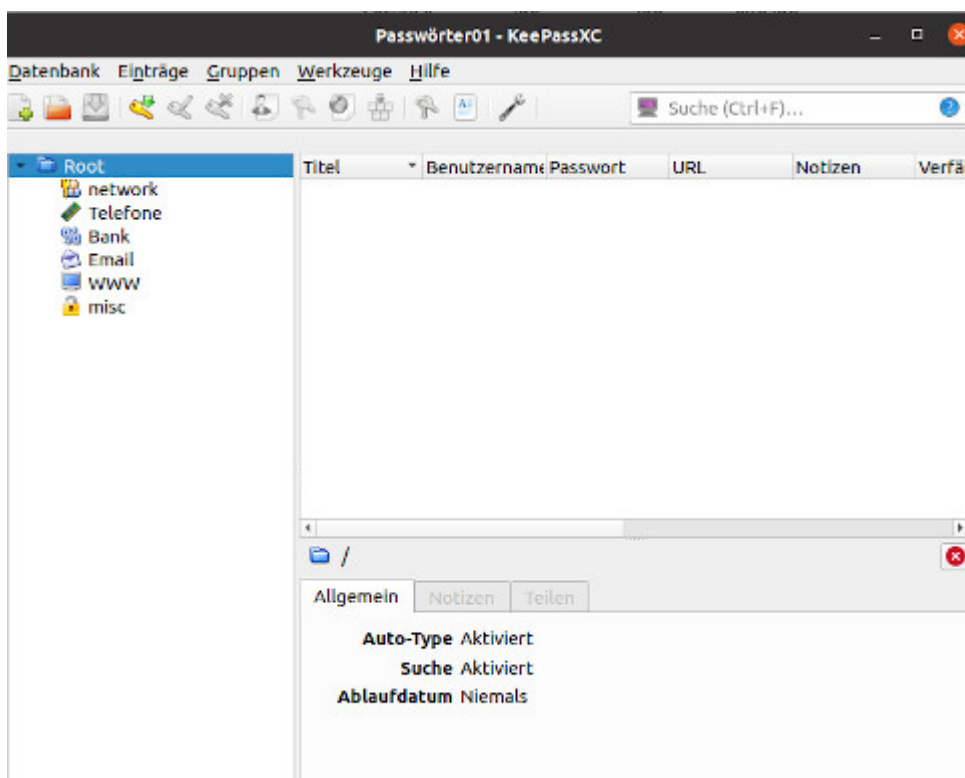 Passwörter01 - KeePassXC
Datenbank Einträge Gruppen Werkzeuge Hilfe
Suche (Ctrl+F)...
Root
Titel Benutzername Passwort URL Notizen Verfä
network
Telefone
Bank
Email
WWW
misc
/
Allgemein Notizen Teilen
Auto-Type Aktiviert
Suche Aktiviert
Ablaufdatum Niemals